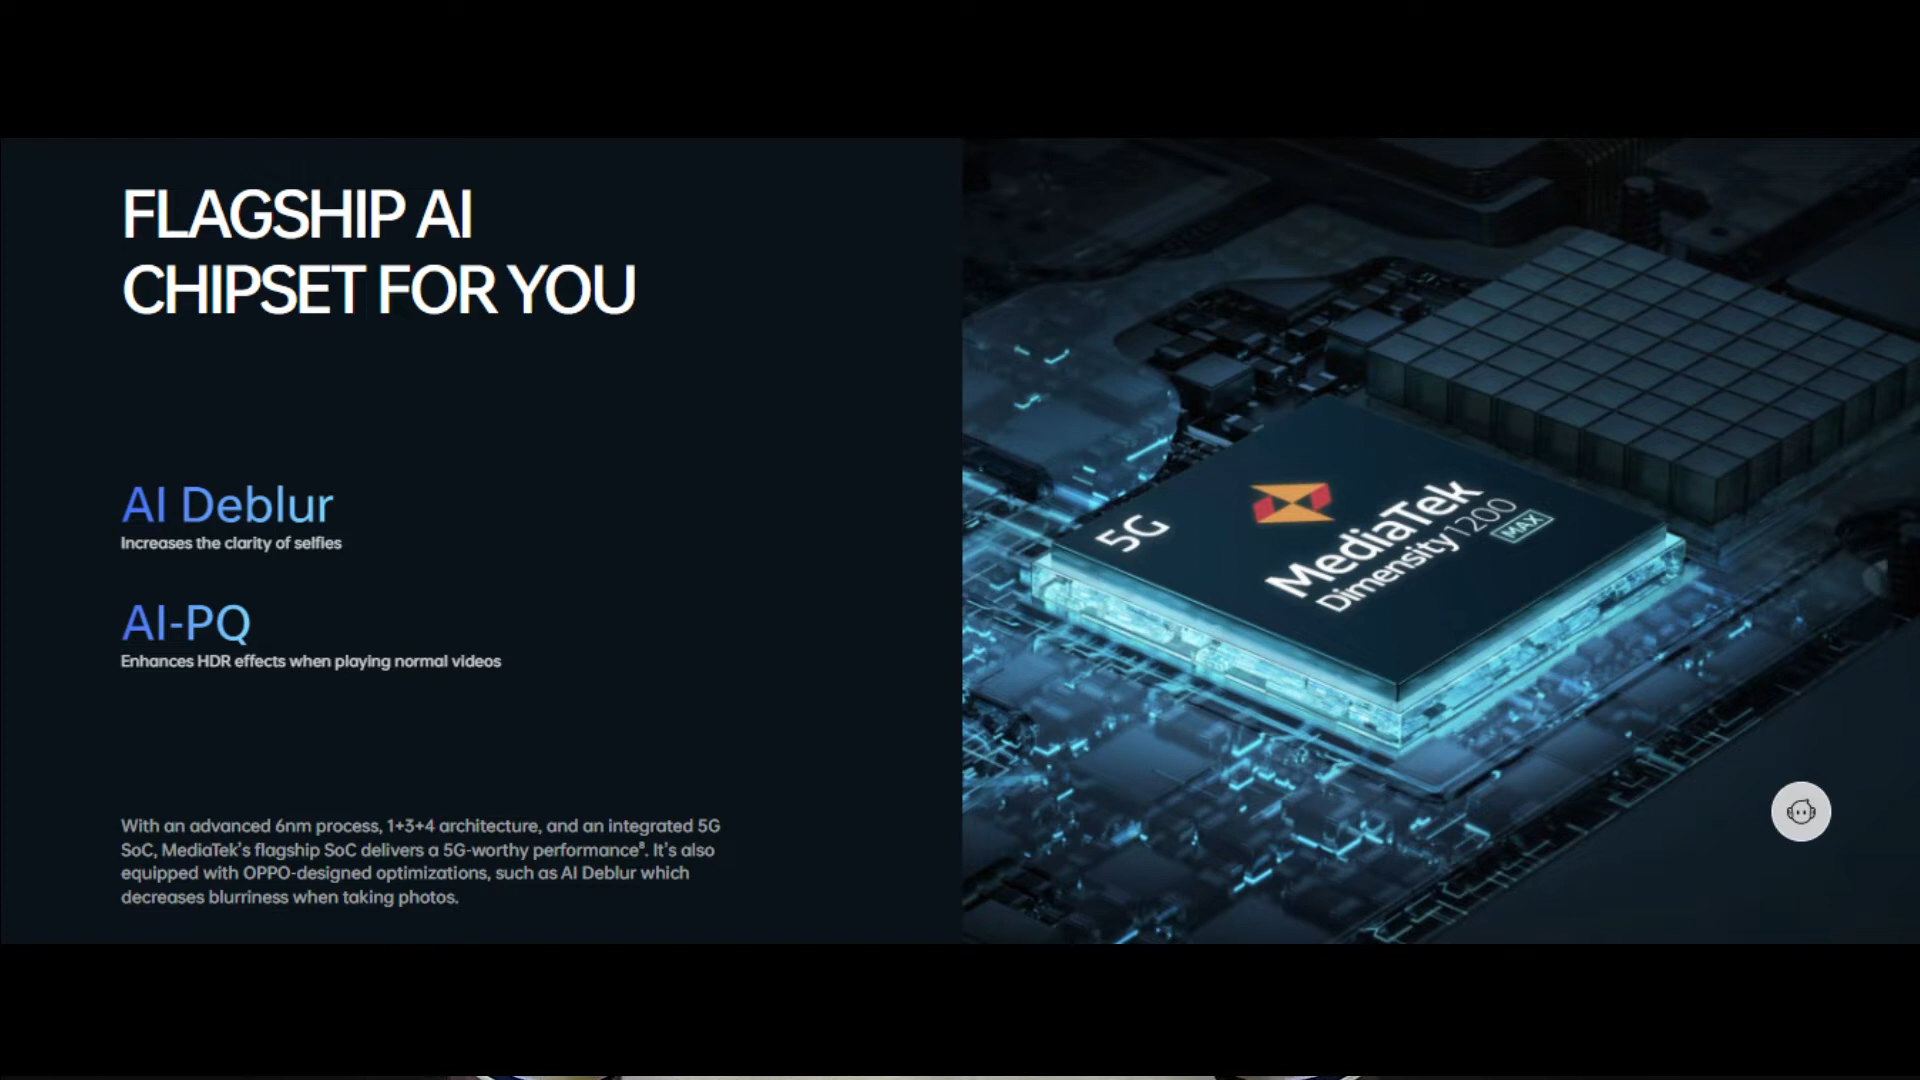 FLAGSHIP AI
CHIPSET FOR YOU
AI Deblur
Increases the clarity of selfies
AI-PQ
Enhances HDR effects when playing normal videos
With an advanced 6nm process, 1+3+4 architecture, and an integrated 5G
SoC, MediaTek's flagship SoC delivers a 5G-worthy performance⁸. It's also
equipped with OPPO-designed optimizations, such as AI Deblur which
decreases blurriness when taking photos.
5G
MediaTek
Dimensity 1200
MAX